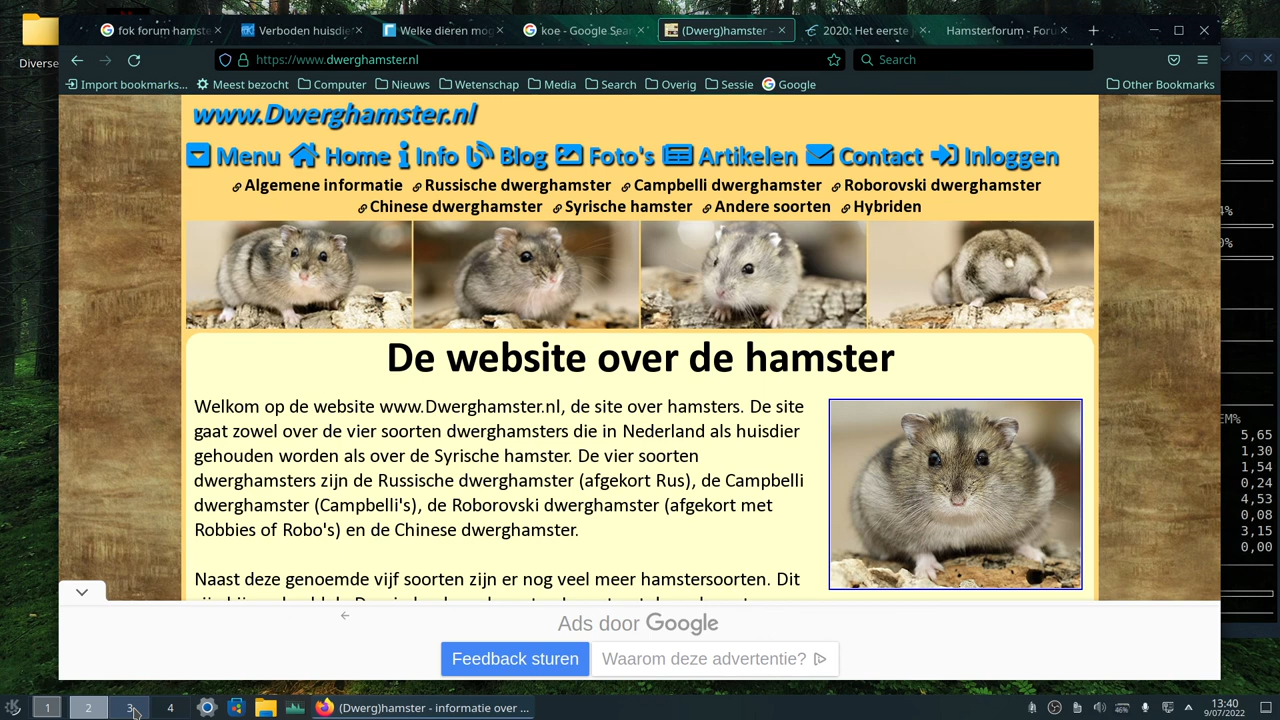 Diverse
fok forum hamste
Verboden huisdie
Welke dieren mog
koe - Google Sear
(Dwerg)hamster -
2020: Het eerste
Hamsterforum - Foru
https://www.dwerghamster.nl
Search
Import bookmarks...
Meest bezocht
Computer
Nieuws
Wetenschap
Media
Search
Overig
Sessie
Google
Other Bookmarks
www.Dwerghamster.nl
Menu Home Info Blog Foto's Artikelen Contact Inloggen
Algemene informatie Russische dwerghamster Campbelli dwerghamster Roborovski dwerghamster
Chinese dwerghamster Syrische hamster Andere soorten Hybriden
De website over de hamster
Welkom op de website www.Dwerghamster.nl, de site over hamsters. De site
gaat zowel over de vier soorten dwerghamsters die in Nederland als huisdier
gehouden worden als over de Syrische hamster. De vier soorten
dwerghamsters zijn de Russische dwerghamster (afgekort Rus), de Campbelli
dwerghamster (Campbelli's), de Roborovski dwerghamster (afgekort met
Robbies of Robo's) en de Chinese dwerghamster.
Naast deze genoemde vijf soorten zijn er nog veel meer hamstersoorten. Dit
Ads door Google
Feedback sturen
Waarom deze advertentie?
4%
0%
EM%
5,65
1,30
1,54
0,24
4,53
0,08
3,15
0,00
1 2 3 4
(Dwerg)hamster - informatie over ...
46%
13:40
9/07/2022